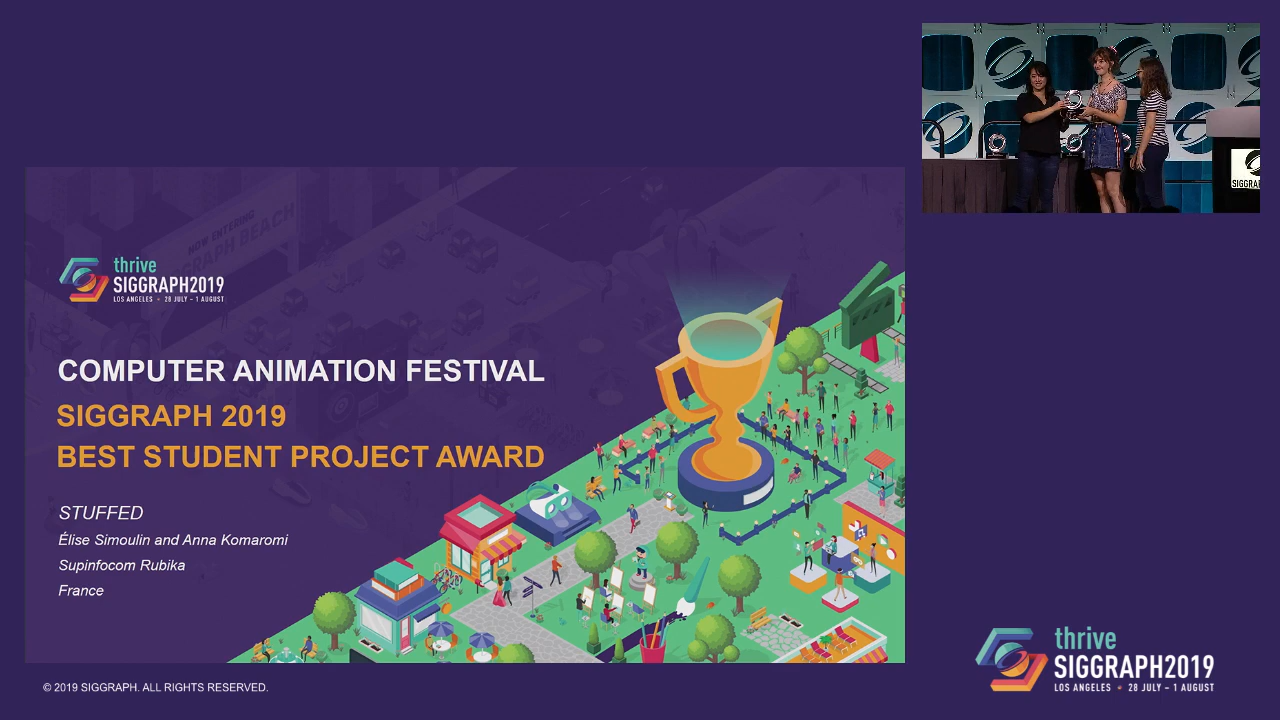 NOW ENTERING
thrive
SIGGRAPH2019
LOS ANGELES • 28 JULY – 1 AUGUST
COMPUTER ANIMATION FESTIVAL
SIGGRAPH 2019
BEST STUDENT PROJECT AWARD
STUFFED
Élise Simoulin and Anna Komaromi
Supinfocom Rubika
France
© 2019 SIGGRAPH. ALL RIGHTS RESERVED.
thrive
SIGGRAPH2019
LOS ANGELES • 28 JULY – 1 AUGUST